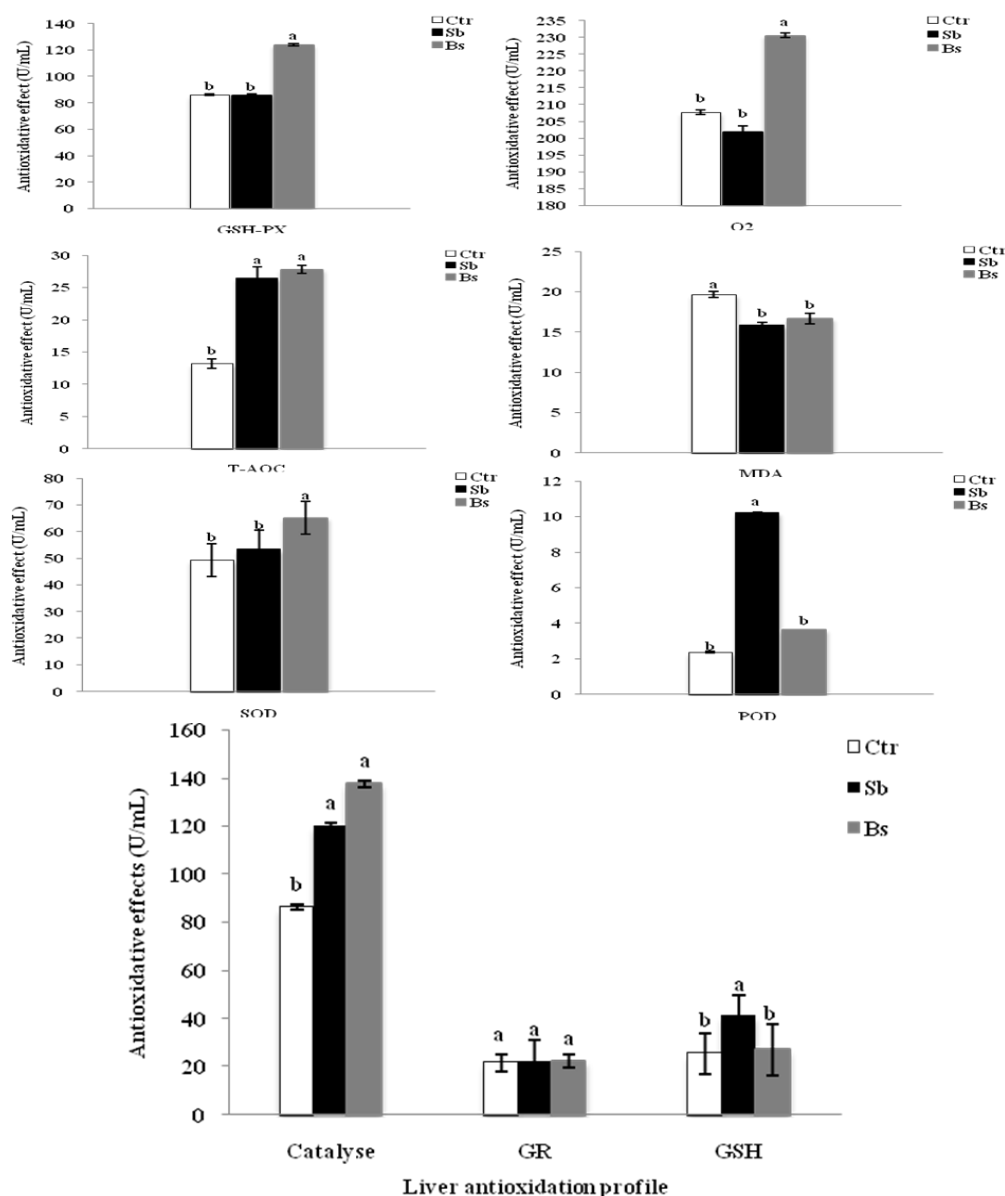 Antioxidative effect (U/mL)
140
120
100
80
60
40
20
0
b
b
a
Ctr
Sb
Bs
GSH-PX
Antioxidative effect (U/mL)
235
230
225
220
215
210
205
200
195
190
185
180
b
b
a
Ctr
Sb
Bs
O2
Antioxidative effect (U/mL)
30
25
20
15
10
5
0
b
a
a
Ctr
Sb
Bs
T-AOC
Antioxidative effect (U/mL)
25
20
15
10
5
0
a
b
b
Ctr
Sb
Bs
MDA
Antioxidative effect (U/mL)
80
70
60
50
40
30
20
10
0
b
b
a
Ctr
Sb
Bs
SOD
Antioxidative effect (U/mL)
12
10
8
6
4
2
0
b
a
b
Ctr
Sb
Bs
POD
Antioxidative effects (U/mL)
160
140
120
100
80
60
40
20
0
b
a
a
a
a
a
b
a
b
Ctr
Sb
Bs
Catalyse
GR
GSH
Liver antioxidation profile